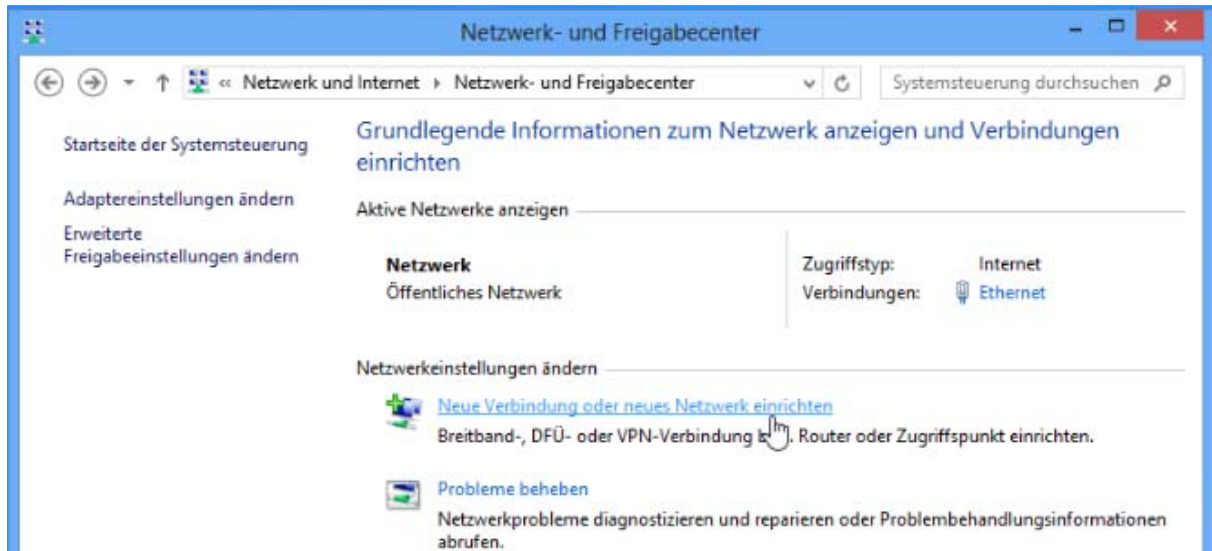 Netzwerk- und Freigabecenter
« Netzwerk und Internet ▸ Netzwerk- und Freigabecenter
Systemsteuerung durchsuchen
Startseite der Systemsteuerung
Adaptereinstellungen ändern
Erweiterte
Freigabeeinstellungen ändern
Grundlegende Informationen zum Netzwerk anzeigen und Verbindungen
einrichten
Aktive Netzwerke anzeigen
Netzwerk
Öffentliches Netzwerk
Zugriffstyp: Internet
Verbindungen: Ethernet
Netzwerkeinstellungen ändern
Neue Verbindung oder neues Netzwerk einrichten
Breitband-, DFÜ- oder VPN-Verbindung . Router oder Zugriffspunkt einrichten.
Probleme beheben
Netzwerkprobleme diagnostizieren und reparieren oder Problembehandlungsinformationen
abrufen.